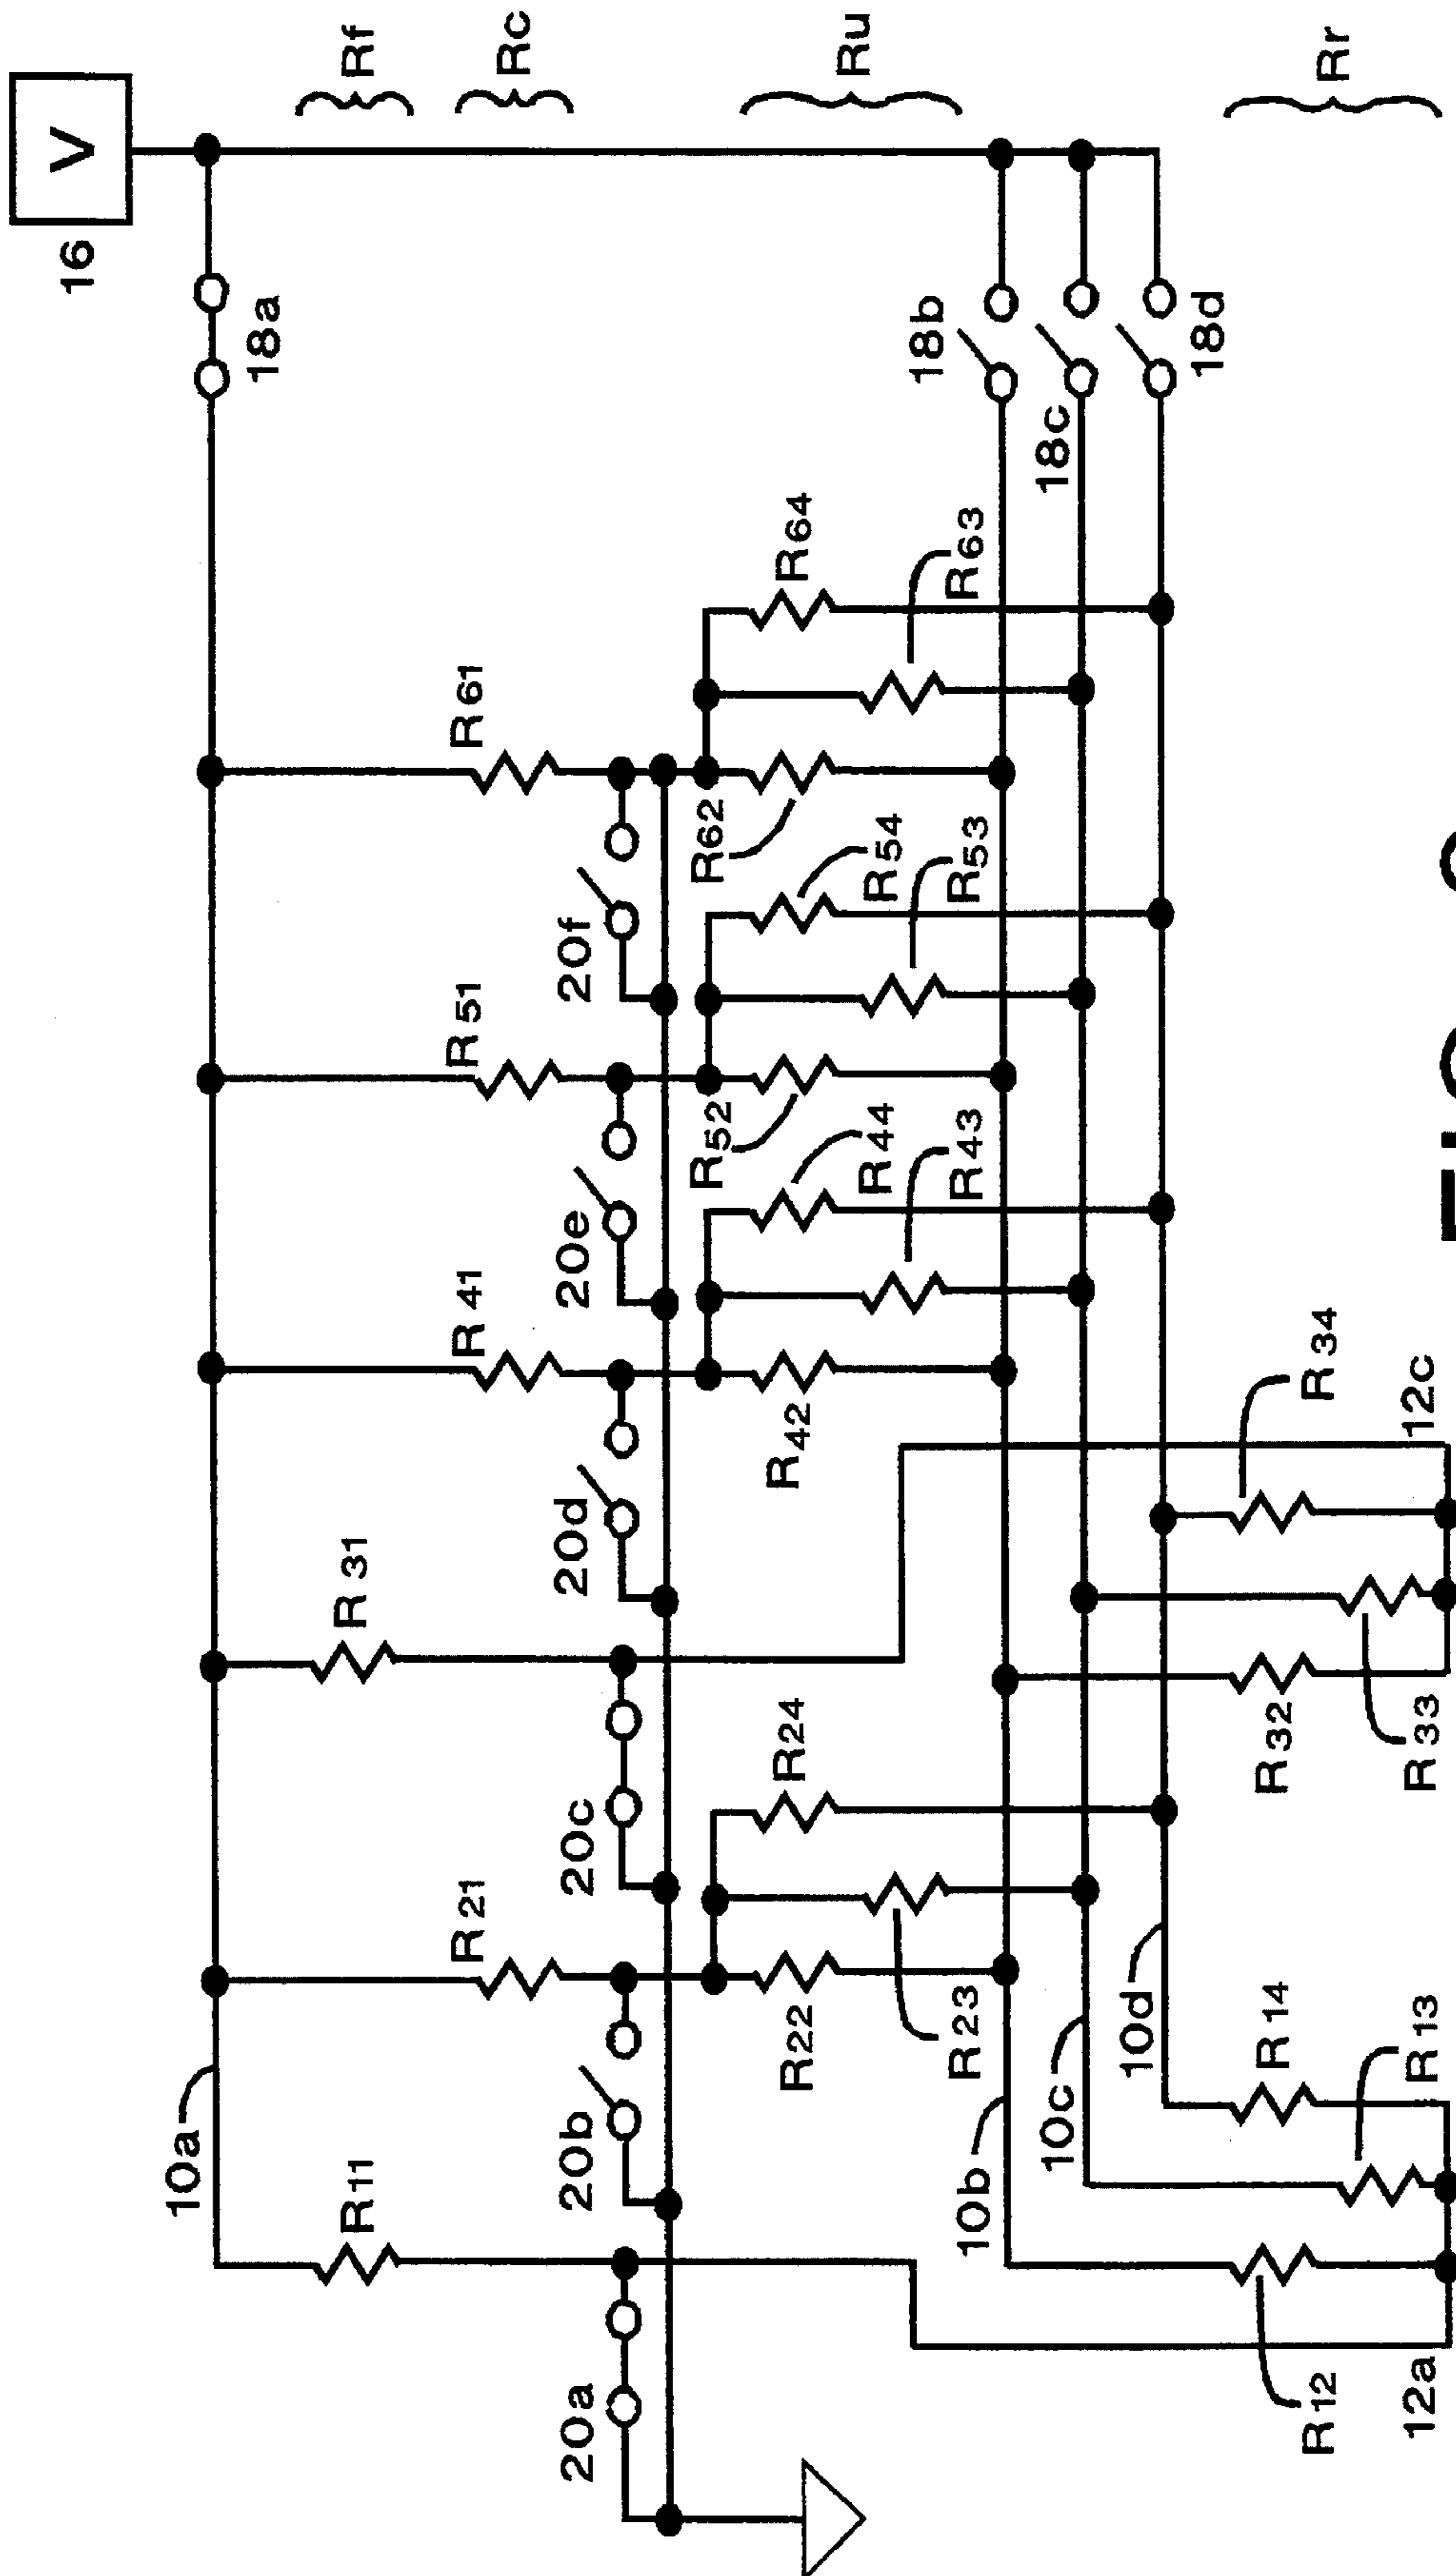 16
V
10a
18a
R11
R31
Rf
R21
R41
R51
R61
Rc
20a
20b
20c
20d
20e
20f
R52
R62
R22
R24
R42
R64
R44
R54
Ru
18b
R23
R43
R53
R63
10b
10c
18c
10d
18d
R14
R32
R12
R34
Rr
12a
R13
R33
12c